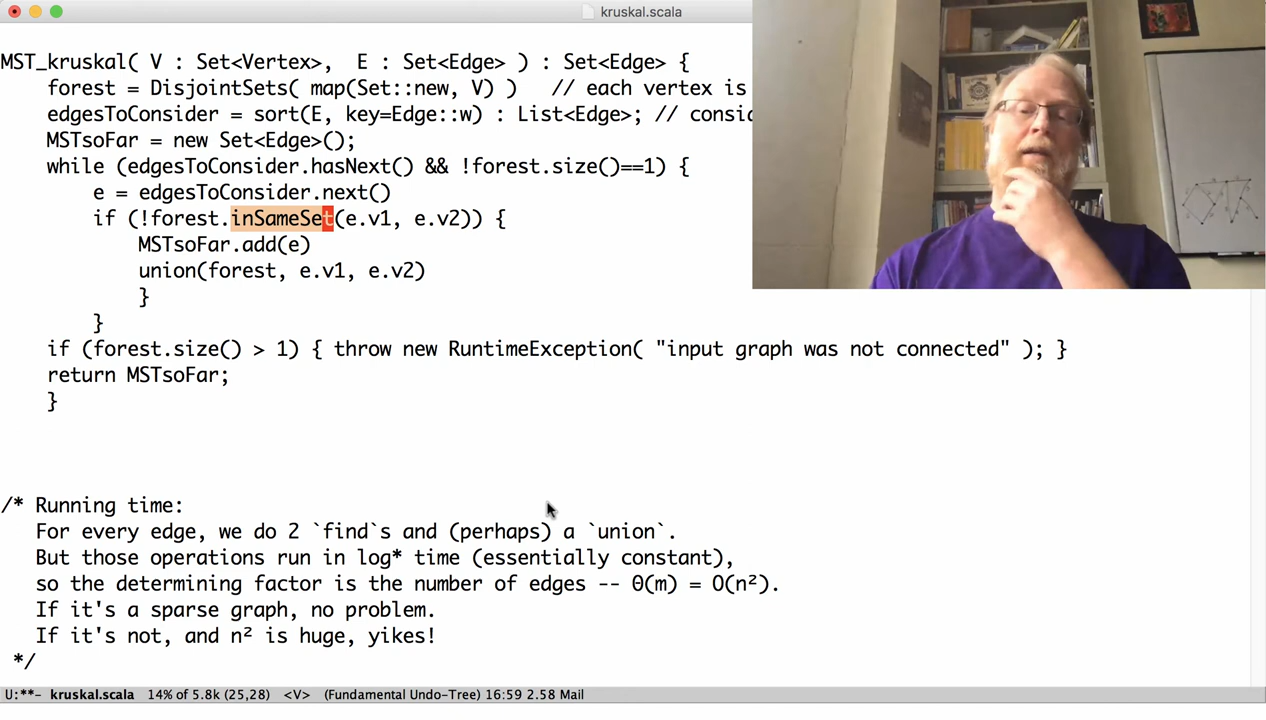 kruskal.scala
MST_kruskal( V : Set<Vertex>, E : Set<Edge> ) : Set<Edge> {
forest = DisjointSets( map(Set::new, V) ) // each vertex is
edgesToConsider = sort(E, key=Edge::w) : List<Edge>; // consid
MSTsoFar = new Set<Edge>();
while (edgesToConsider.hasNext() && !forest.size()==1) {
e = edgesToConsider.next()
if (!forest.inSameSet(e.v1, e.v2)) {
MSTsoFar.add(e)
union(forest, e.v1, e.v2)
}
}
if (forest.size() > 1) { throw new RuntimeException( "input graph was not connected" ); }
return MSTsoFar;
}
/* Running time:
For every edge, we do 2 `find`s and (perhaps) a `union`.
But those operations run in log* time (essentially constant),
so the determining factor is the number of edges -- Θ(m) = O(n²).
If it's a sparse graph, no problem.
If it's not, and n² is huge, yikes!
*/
U:**- kruskal.scala 14% of 5.8k (25,28) <V> (Fundamental Undo-Tree) 16:59 2.58 Mail